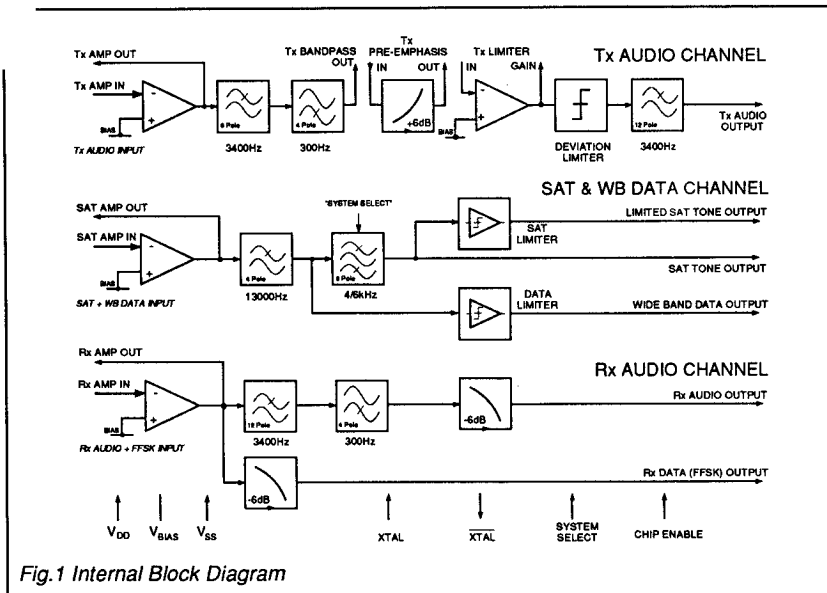 Tx AMP OUT
Tx AMP IN
BIAS
Tx AUDIO INPUT
6 Pole
3400Hz
4 Pole
300Hz
Tx BANDPASS
OUT
Tx
PRE-EMPHASIS
IN
OUT
+6dB
Tx LIMITER
IN
GAIN
BIAS
DEVIATION
LIMITER
12 Pole
3400Hz
Tx AUDIO CHANNEL
Tx AUDIO
OUTPUT
SAT & WB DATA CHANNEL
SAT AMP OUT
SAT AMP IN
BIAS
SAT + WB DATA INPUT
4 Pole
13000Hz
"SYSTEM SELECT"
4/6kHz
SAT
LIMITER
LIMITED SAT TONE OUTPUT
SAT TONE OUTPUT
DATA
LIMITER
WIDE BAND DATA OUTPUT
Rx AUDIO CHANNEL
Rx AMP OUT
Rx AMP IN
BIAS
Rx AUDIO + FFSK INPUT
12 Pole
3400Hz
4 Pole
300Hz
-6dB
Rx AUDIO OUTPUT
-6dB
Rx DATA (FFSK) OUTPUT
VDD
VBIAS
VSS
XTAL
XTAL
SYSTEM
SELECT
CHIP ENABLE
Fig.1 Internal Block Diagram